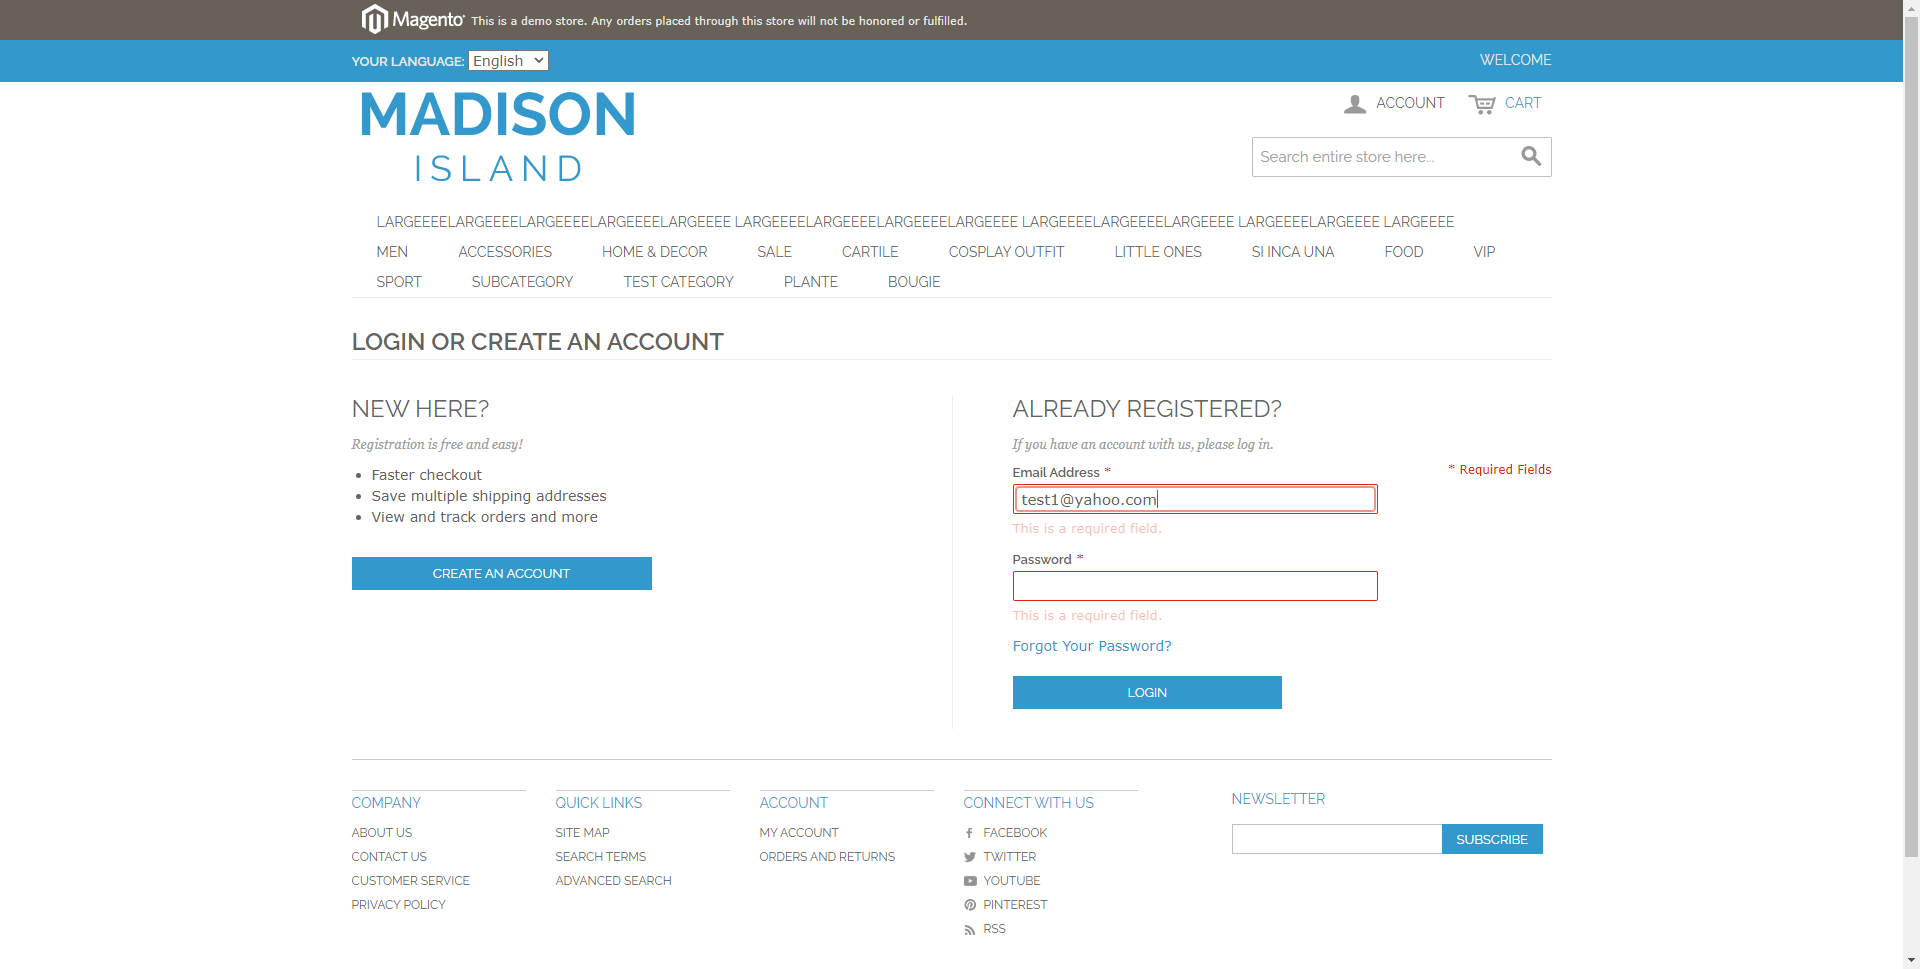 Magento This is a demo store. Any orders placed through this store will not be honored or fulfilled.
YOUR LANGUAGE: English
WELCOME
MADISON
ISLAND
ACCOUNT
CART
Search entire store here...
LARGEEEELARGEEEELARGEEEELARGEEEELARGEEEE LARGEEEELARGEEEELARGEEEELARGEEEE LARGEEEELARGEEEELARGEEEE LARGEEEELARGEEEE LARGEEEE
MEN ACCESSORIES HOME & DECOR SALE CARTILE COSPLAY OUTFIT LITTLE ONES SI INCA UNA FOOD VIP
SPORT SUBCATEGORY TEST CATEGORY PLANTE BOUGIE
LOGIN OR CREATE AN ACCOUNT
NEW HERE?
Registration is free and easy!
Faster checkout
Save multiple shipping addresses
View and track orders and more
CREATE AN ACCOUNT
ALREADY REGISTERED?
If you have an account with us, please log in.
* Required Fields
Email Address *
test1@yahoo.com
This is a required field.
Password *
This is a required field.
Forgot Your Password?
LOGIN
COMPANY
ABOUT US
CONTACT US
CUSTOMER SERVICE
PRIVACY POLICY
QUICK LINKS
SITE MAP
SEARCH TERMS
ADVANCED SEARCH
ACCOUNT
MY ACCOUNT
ORDERS AND RETURNS
CONNECT WITH US
FACEBOOK
TWITTER
YOUTUBE
PINTEREST
RSS
NEWSLETTER
SUBSCRIBE